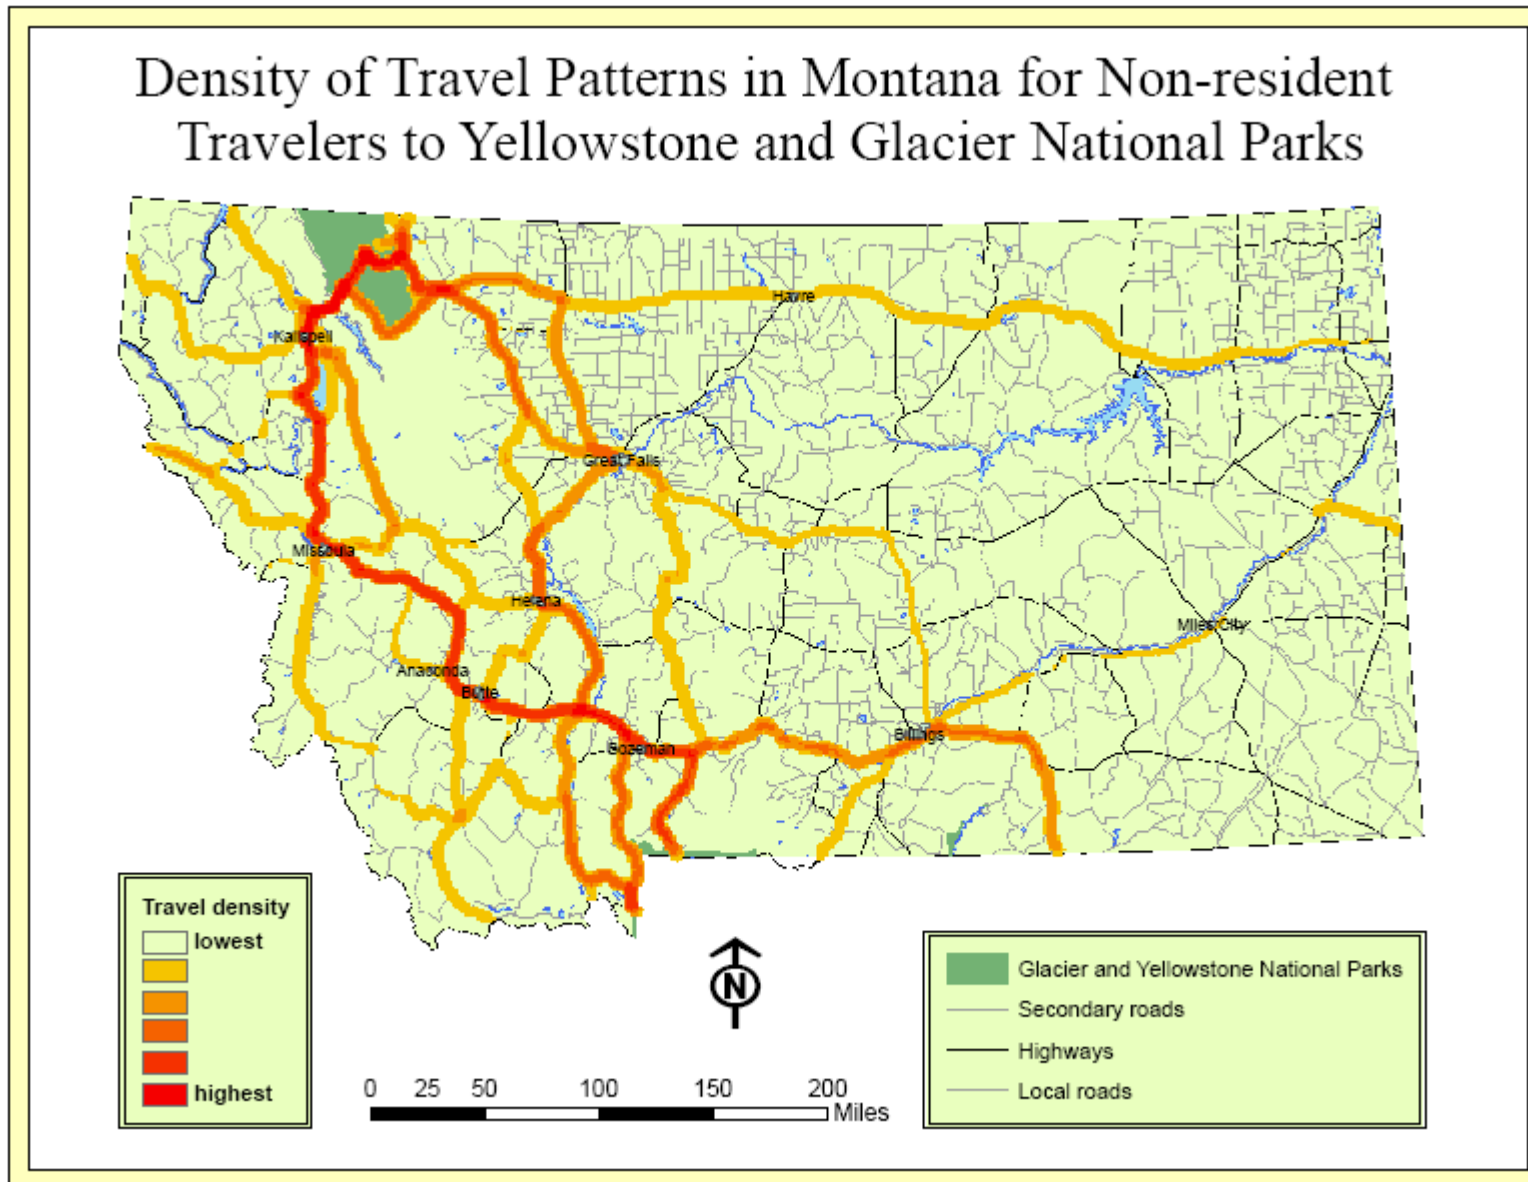 Density of Travel Patterns in Montana for Non-resident
Travelers to Yellowstone and Glacier National Parks
Havre
Kalispell
Great Falls
Missoula
Helena
Miles City
Anaconda
Butte
Billings
Bozeman
Travel density
lowest
highest
N
0 25 50 100 150 200
Miles
Glacier and Yellowstone National Parks
Secondary roads
Highways
Local roads